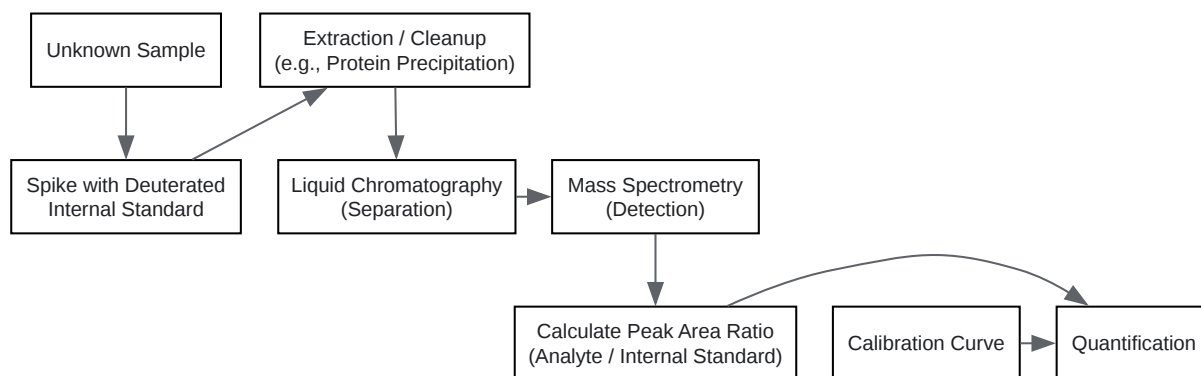 Unknown Sample
Extraction / Cleanup
(e.g., Protein Precipitation)
Spike with Deuterated
Internal Standard
Liquid Chromatography
(Separation)
Mass Spectrometry
(Detection)
Calculate Peak Area Ratio
(Analyte / Internal Standard)
Calibration Curve
Quantification